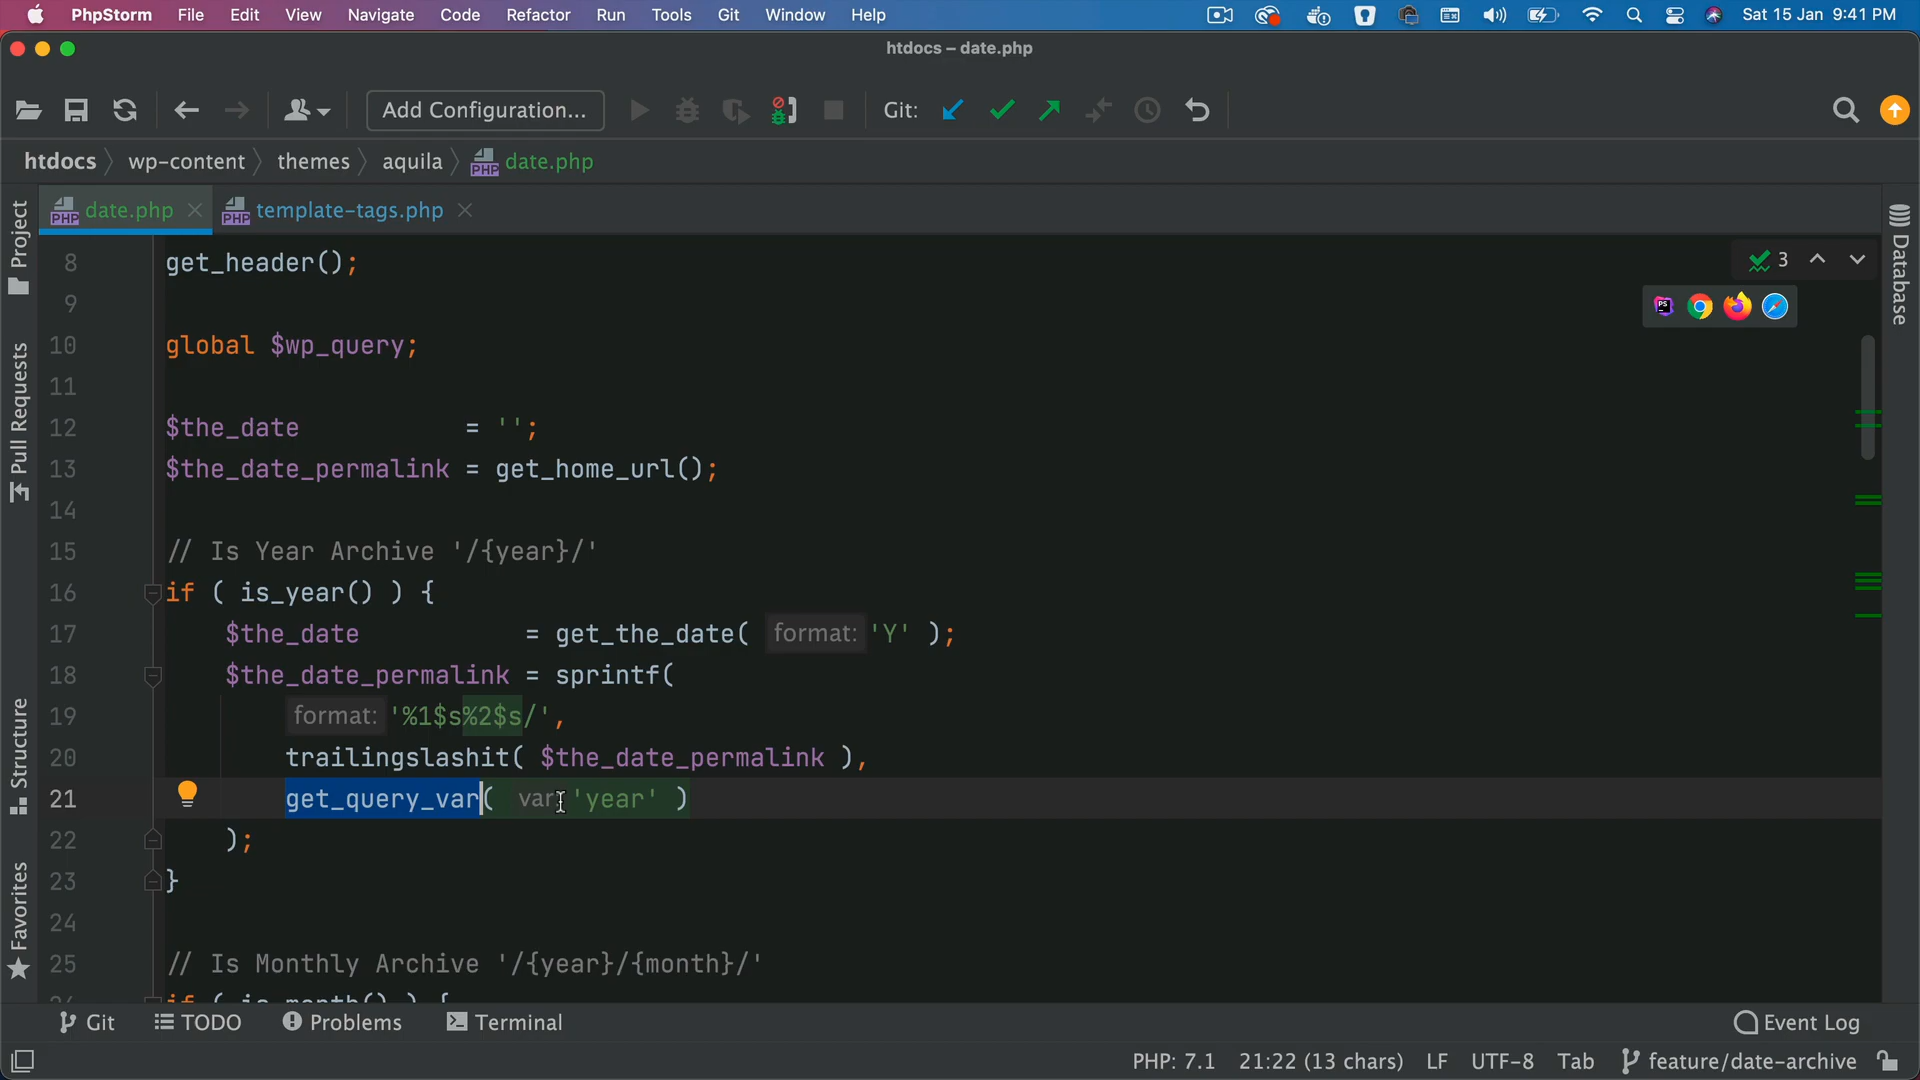 PhpStorm File Edit View Navigate Code Refactor Run Tools Git Window Help Sat 15 Jan 9:41 PM
htdocs – date.php
Add Configuration... Git:
htdocs wp-content themes aquila date.php
date.php template-tags.php
Project
Pull Requests
Structure
Favorites
Database
3
8 get_header();
9
10 global $wp_query;
11
12 $the_date = '';
13 $the_date_permalink = get_home_url();
14
15 // Is Year Archive '/{year}/'
16 if ( is_year() ) {
17 $the_date = get_the_date( format: 'Y' );
18 $the_date_permalink = sprintf(
19 format: '%1$s%2$s/',
20 trailingslashit( $the_date_permalink ),
21 get_query_var( var: 'year' )
22 );
23 }
24
25 // Is Monthly Archive '/{year}/{month}/'
26 if ( is_month() ) {
Git TODO Problems Terminal Event Log
PHP: 7.1 21:22 (13 chars) LF UTF-8 Tab feature/date-archive